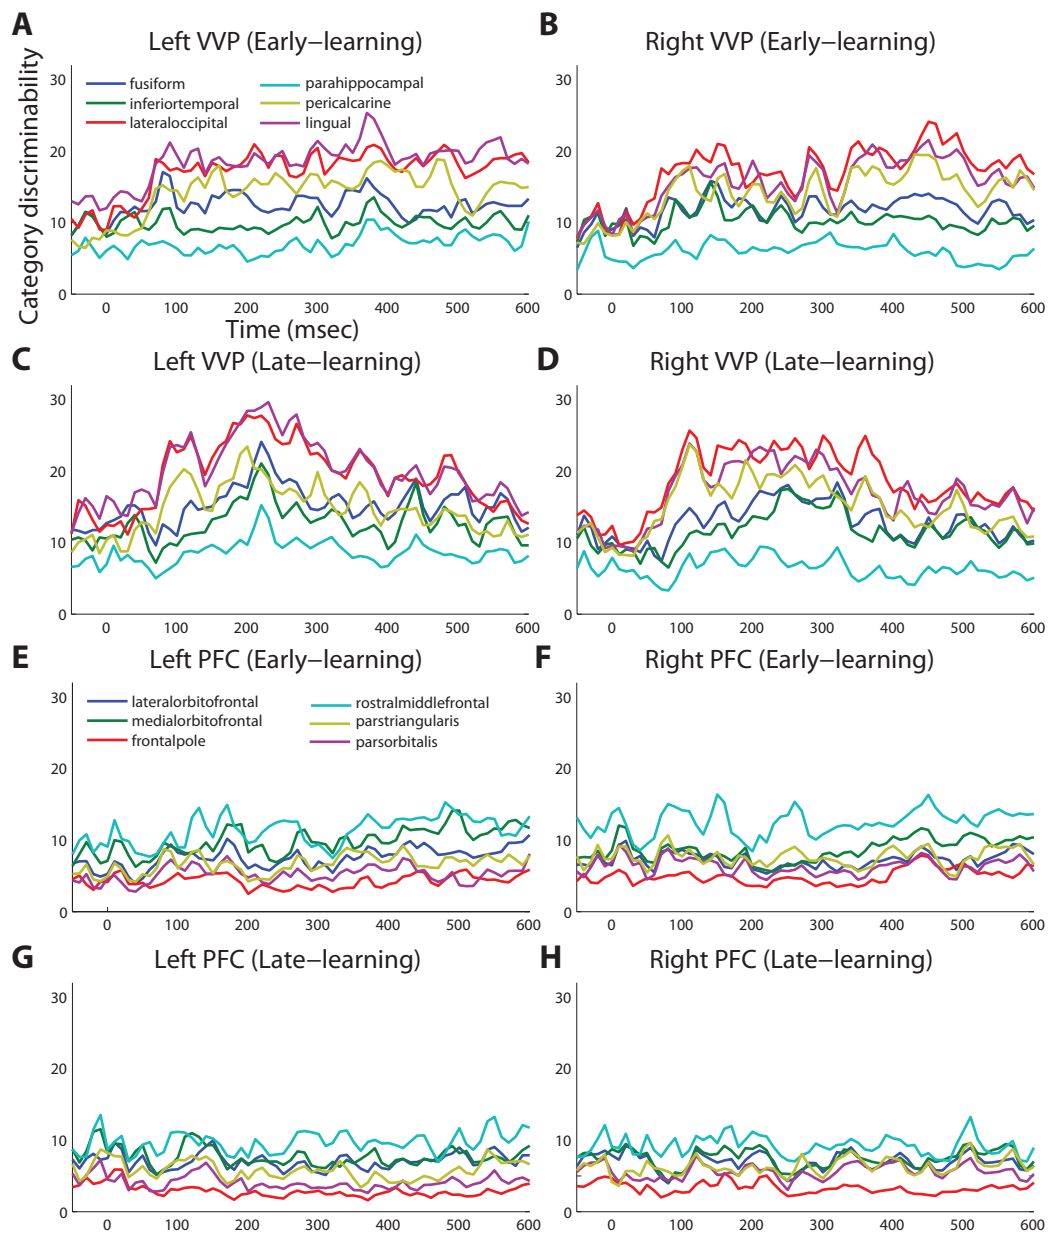 A
Left VVP (Early−learning)
Category discriminability
30
20
10
0
fusiform
inferiortemporal
lateraloccipital
parahippocampal
pericalcarine
lingual
0 100 200 300 400 500 600
Time (msec)
B
Right VVP (Early−learning)
30
20
10
0
0 100 200 300 400 500 600
C
Left VVP (Late−learning)
30
20
10
0
0 100 200 300 400 500 600
D
Right VVP (Late−learning)
30
20
10
0
0 100 200 300 400 500 600
E
Left PFC (Early−learning)
30
20
10
0
lateralorbitofrontal
medialorbitofrontal
frontalpole
rostralmiddlefrontal
parstriangularis
parsorbitalis
0 100 200 300 400 500 600
F
Right PFC (Early−learning)
30
20
10
0
0 100 200 300 400 500 600
G
Left PFC (Late−learning)
30
20
10
0
0 100 200 300 400 500 600
H
Right PFC (Late−learning)
30
20
10
0
0 100 200 300 400 500 600